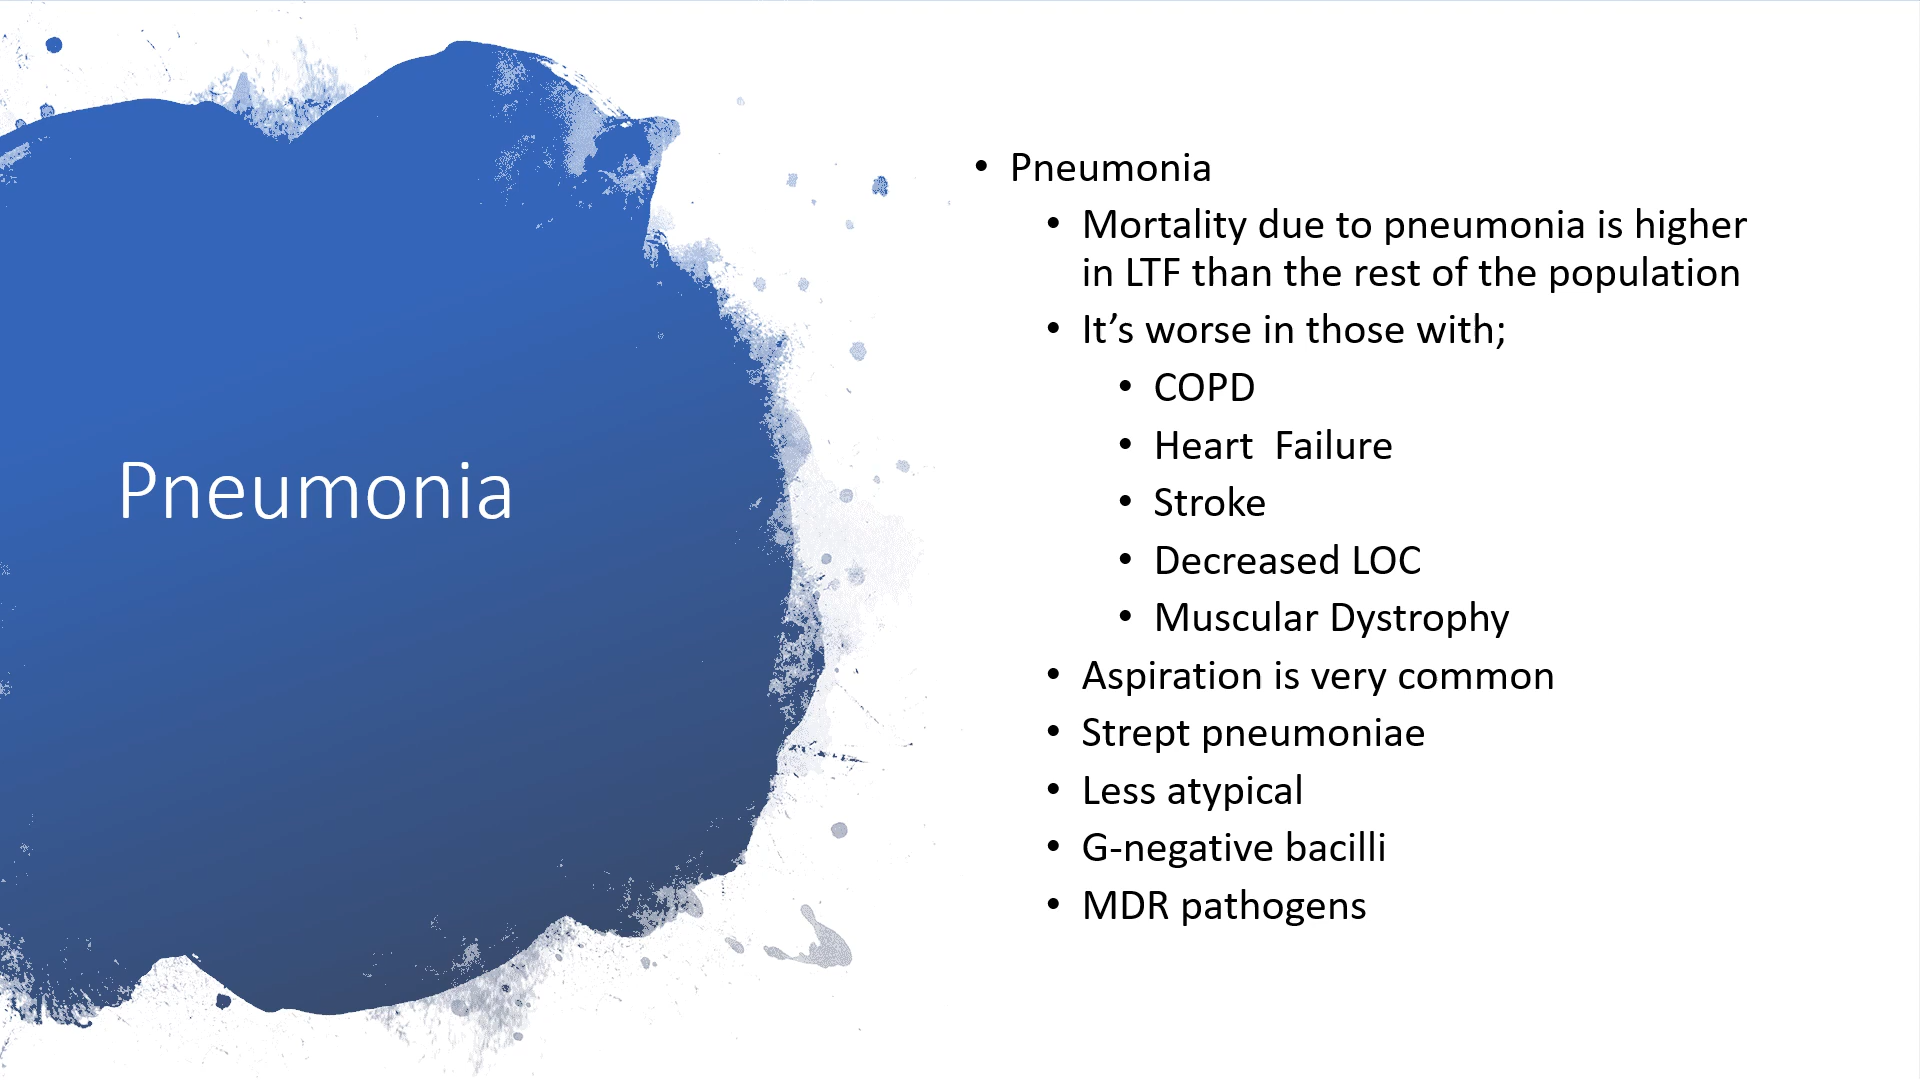 Pneumonia
• Pneumonia
• Mortality due to pneumonia is higher
in LTF than the rest of the population
• It’s worse in those with;
• COPD
• Heart  Failure
• Stroke
• Decreased LOC
• Muscular Dystrophy
• Aspiration is very common
• Strept pneumoniae
• Less atypical
• G-negative bacilli
• MDR pathogens